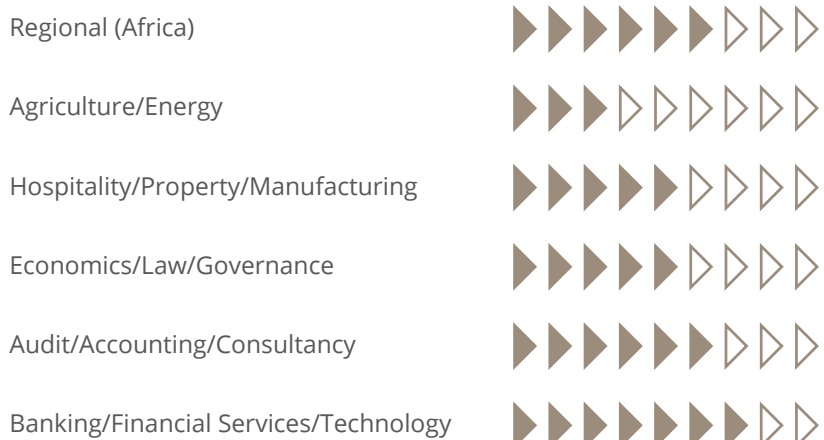 Regional (Africa)
Agriculture/Energy
Hospitality/Property/Manufacturing
Economics/Law/Governance
Audit/Accounting/Consultancy
Banking/Financial Services/Technology